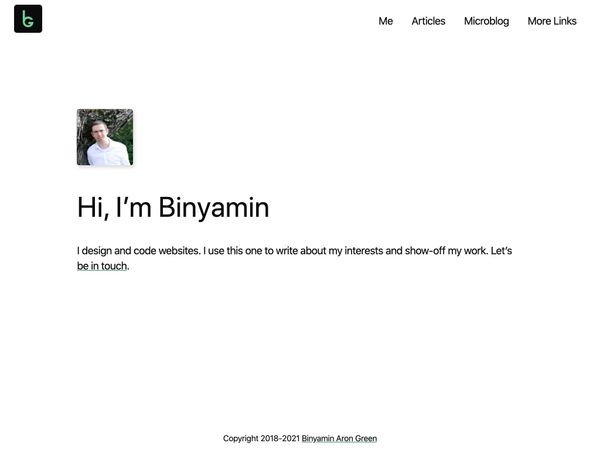 bG
Me Articles Microblog More Links
Hi, I’m Binyamin
I design and code websites. I use this one to write about my interests and show-off my work. Let’s
be in touch.
Copyright 2018-2021 Binyamin Aron Green